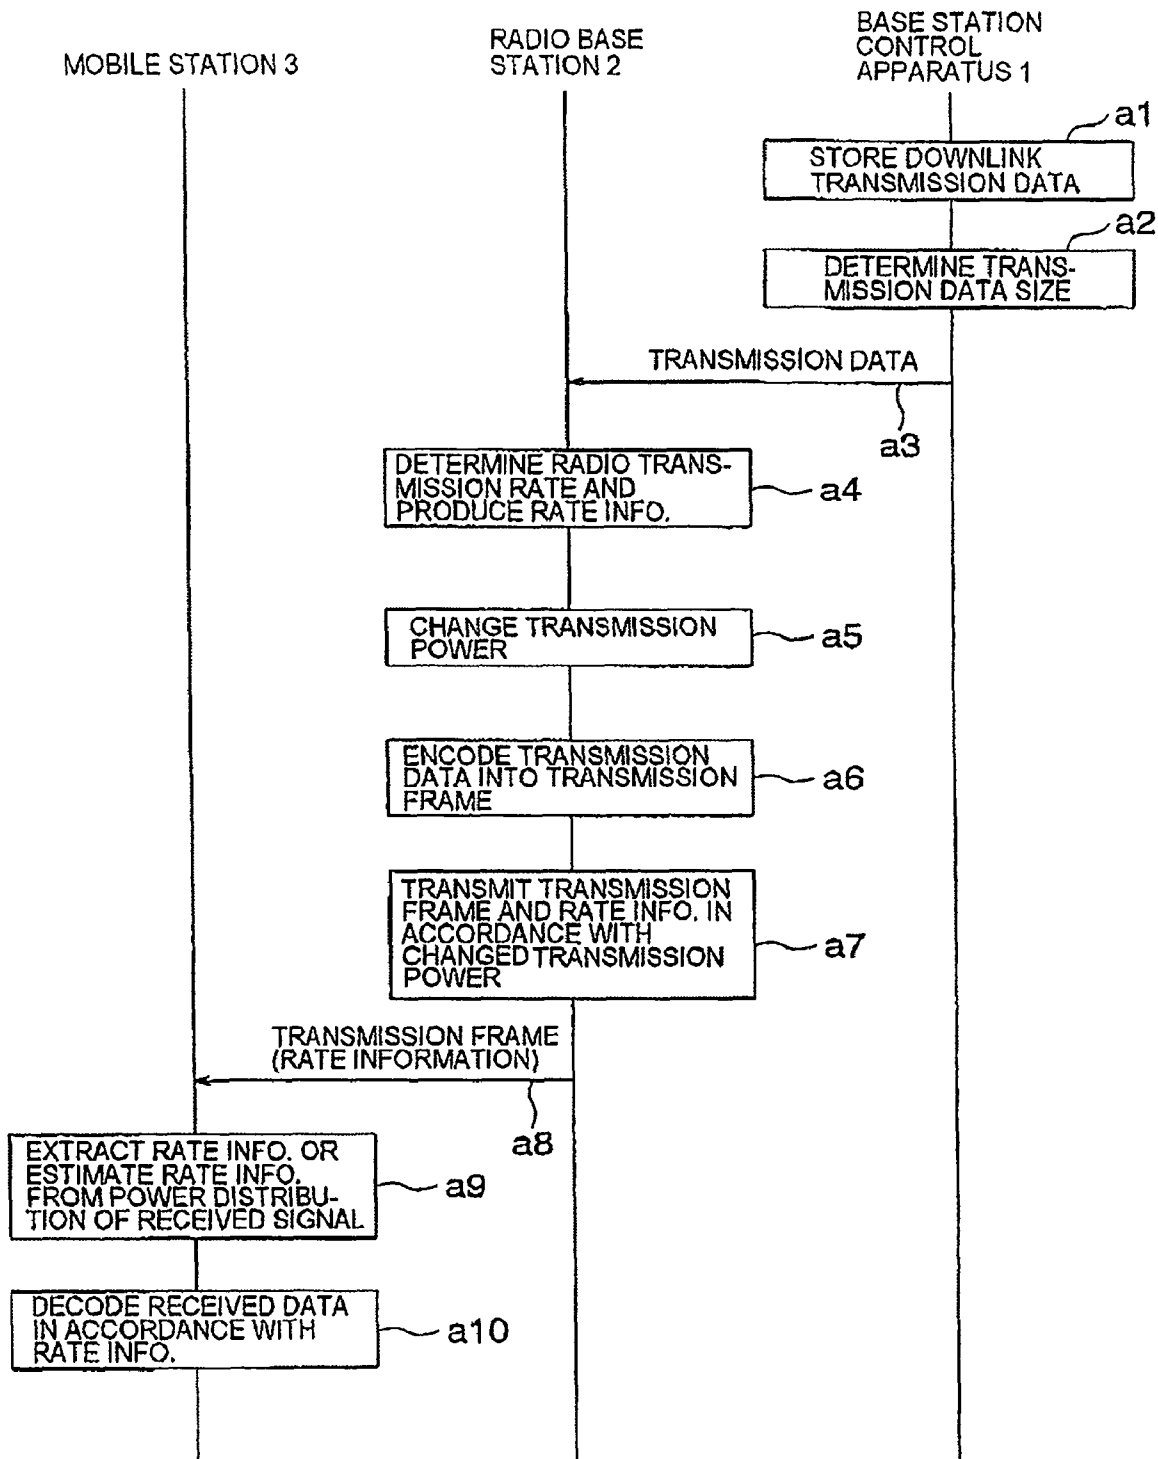 MOBILE STATION 3
RADIO BASE
STATION 2
BASE STATION
CONTROL
APPARATUS 1
a1
STORE DOWNLINK
TRANSMISSION DATA
a2
DETERMINE TRANS-
MISSION DATA SIZE
TRANSMISSION DATA
a3
DETERMINE RADIO TRANS-
MISSION RATE AND
PRODUCE RATE INFO.
a4
CHANGE TRANSMISSION
POWER
a5
ENCODE TRANSMISSION
DATA INTO TRANSMISSION
FRAME
a6
TRANSMIT TRANSMISSION
FRAME AND RATE INFO. IN
ACCORDANCE WITH
CHANGED TRANSMISSION
POWER
a7
TRANSMISSION FRAME
(RATE INFORMATION)
a8
EXTRACT RATE INFO. OR
ESTIMATE RATE INFO.
FROM POWER DISTRIBU-
TION OF RECEIVED SIGNAL
a9
DECODE RECEIVED DATA
IN ACCORDANCE WITH
RATE INFO.
a10